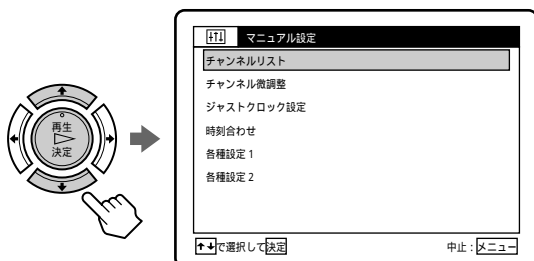 再生
決定
マニュアル設定
チャンネルリスト
チャンネル微調整
ジャストクロック設定
時刻合わせ
各種設定 1
各種設定 2
↑↓で選択して決定
中止 : メニュー